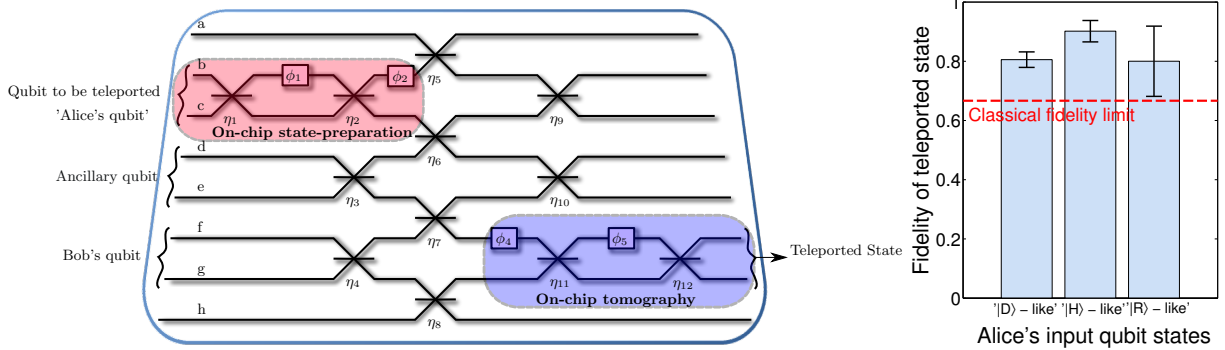 a
b
ϕ1
ϕ2
η5
Qubit to be teleported
'Alice's qubit'
c
η1
η2
η9
On-chip state-preparation
d
η6
Ancillary qubit
e
η3
η10
f
η7
ϕ4
ϕ5
Bob's qubit
Teleported State
g
η4
η11
η12
On-chip tomography
h
η8
Fidelity of teleported state
1
0.8
0.6
0.4
0.2
0
Classical fidelity limit
'|D⟩ − like' '|H⟩ − like' '|R⟩ − like'
Alice's input qubit states